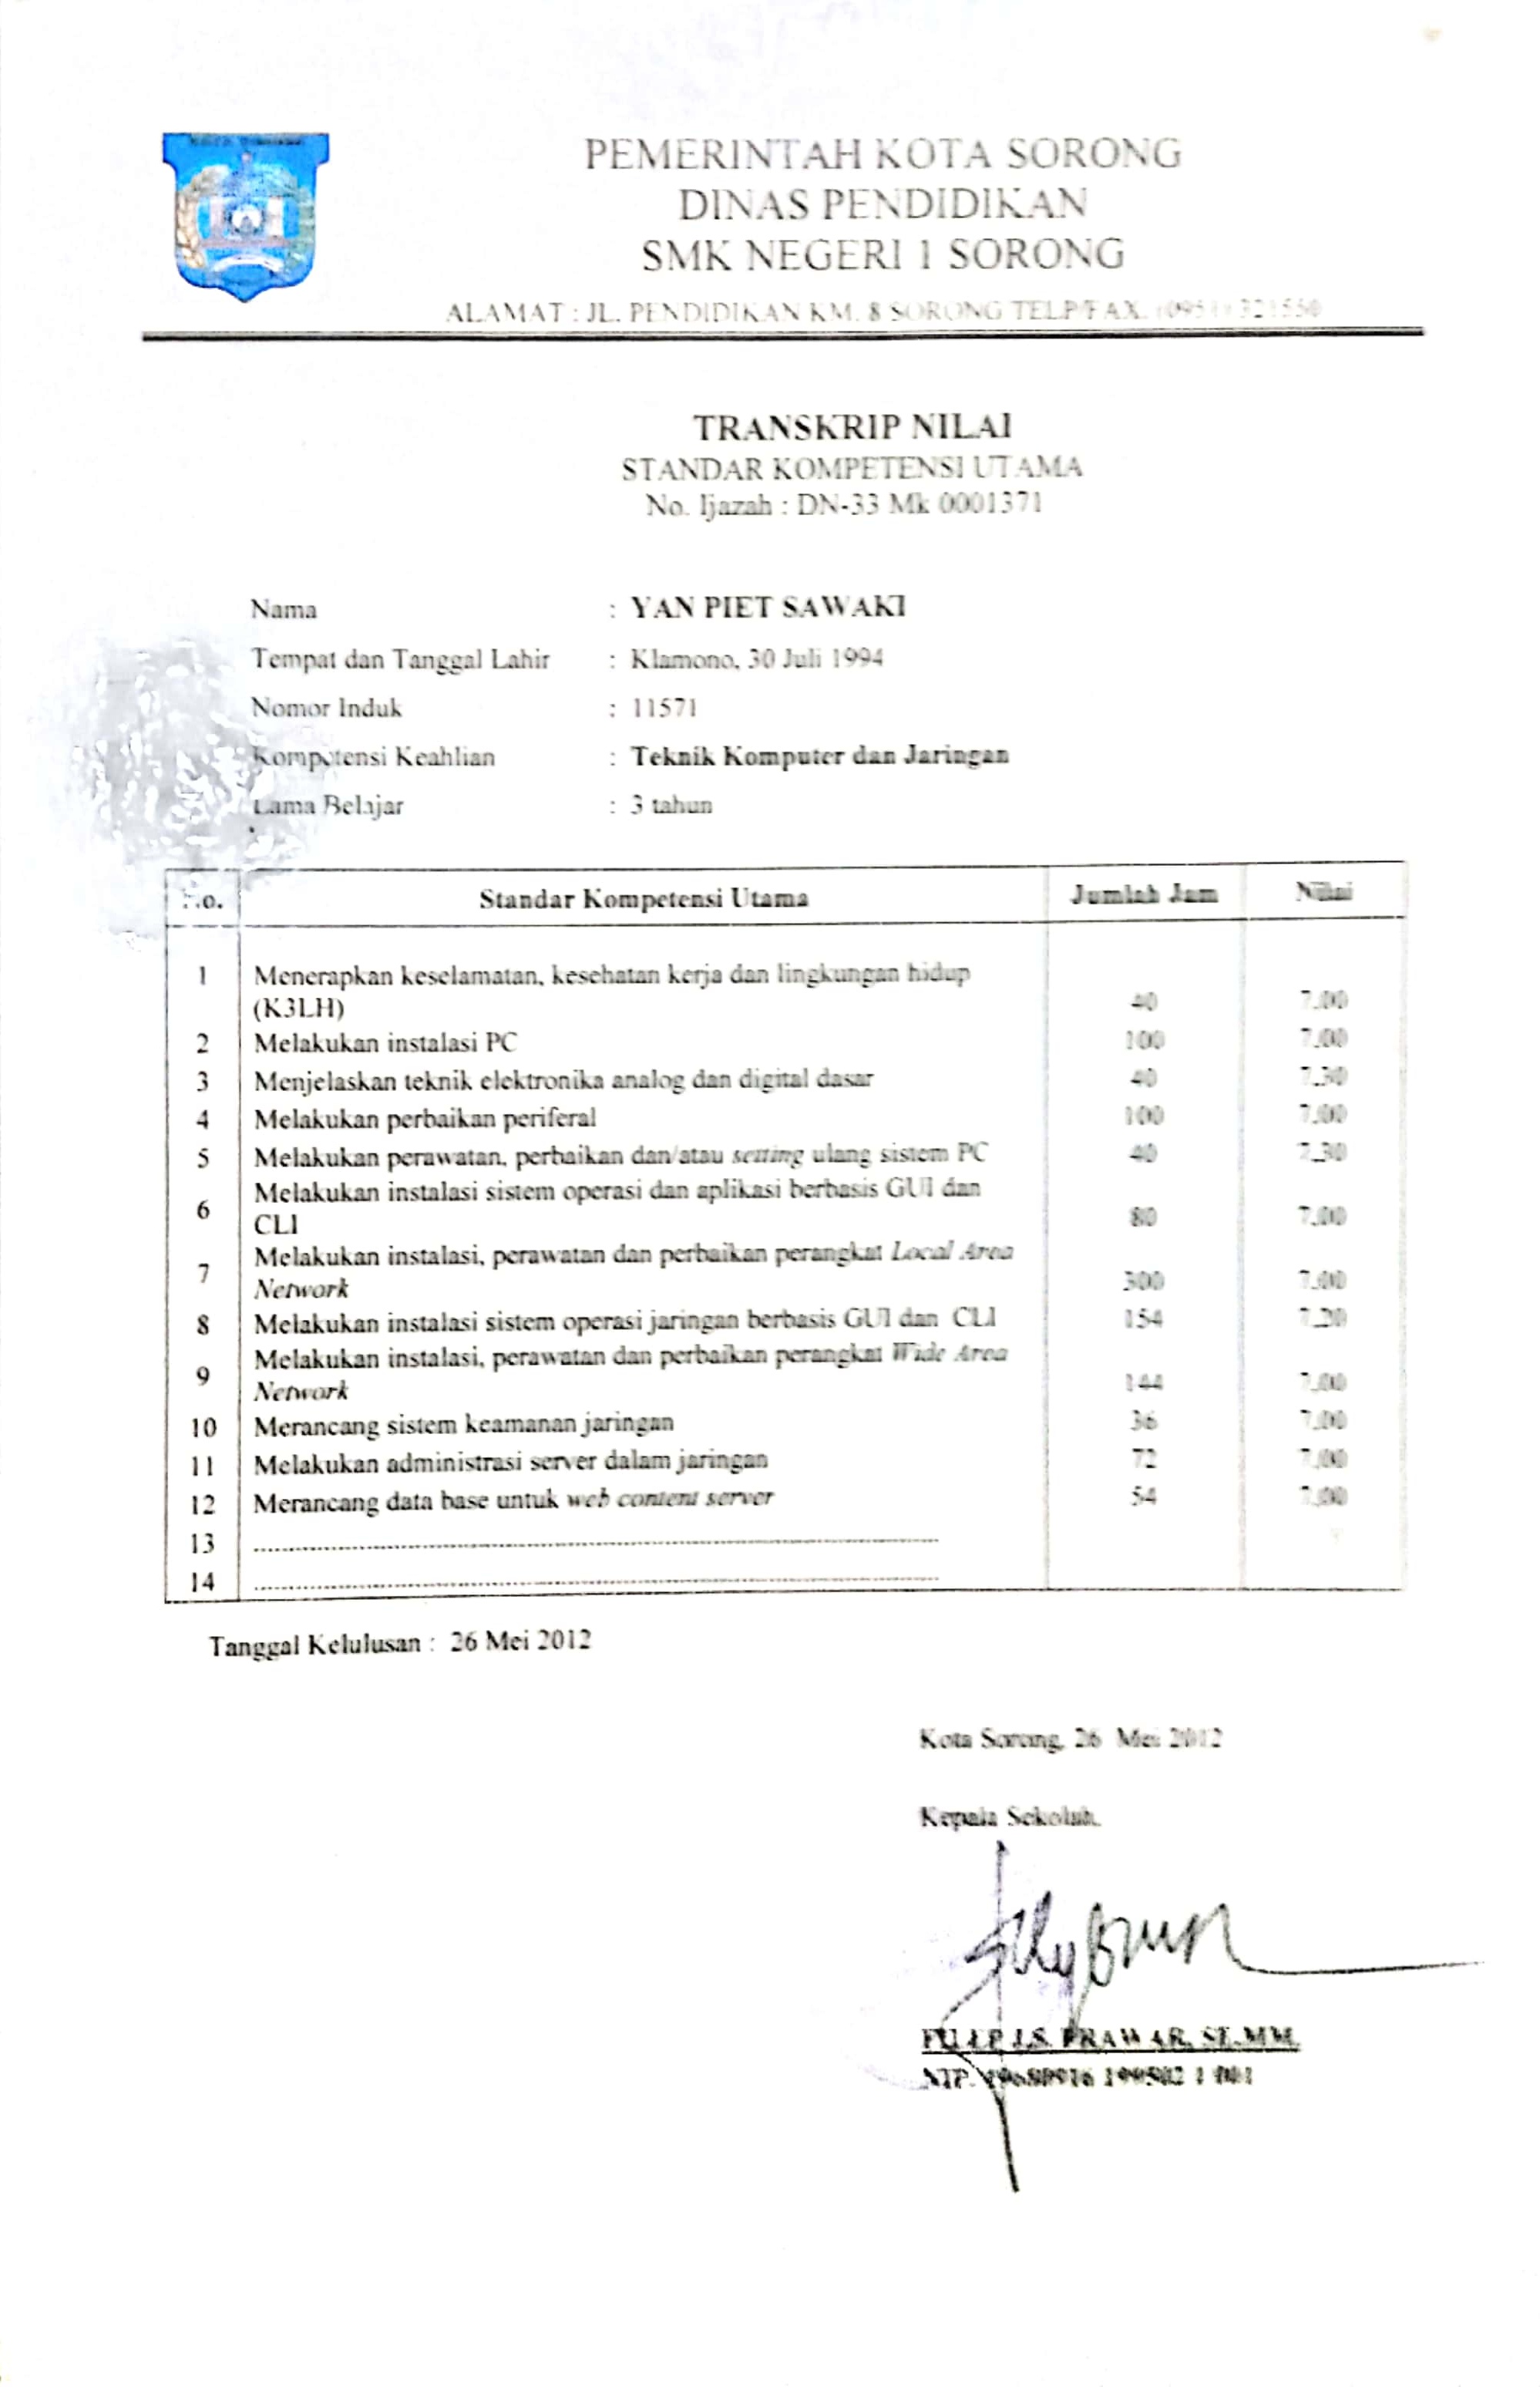 PEMERINTAH KOTA SORONG
DINAS PENDIDIKAN
SMK NEGERI 1 SORONG
ALAMAT : JL. PENDIDIKAN KM. 8 SORONG TELP/FAX.
TRANSKRIP NILAI
STANDAR KOMPETENSI UTAMA
No. Ijazah : DN-33 Mk 0001371
Nama : YAN PIET SAWAKI
Tempat dan Tanggal Lahir : Klamono, 30 Juli 1994
Nomor Induk : 11571
Kompetensi Keahlian : Teknik Komputer dan Jaringan
Lama Belajar : 3 tahun
No. Standar Kompetensi Utama Jumlah Jam Nilai
1 Menerapkan keselamatan, kesehatan kerja dan lingkungan hidup
(K3LH) 40 7,00
2 Melakukan instalasi PC 100 7,00
3 Menjelaskan teknik elektronika analog dan digital dasar 40 7,30
4 Melakukan perbaikan periferal 100 7,00
5 Melakukan perawatan, perbaikan dan/atau setting ulang sistem PC 40 7,30
6 Melakukan instalasi sistem operasi dan aplikasi berbasis GUI dan
CLI 80 7,00
7 Melakukan instalasi, perawatan dan perbaikan perangkat Local Area
Network 300 7,00
8 Melakukan instalasi sistem operasi jaringan berbasis GUI dan CLI 154 7,20
9 Melakukan instalasi, perawatan dan perbaikan perangkat Wide Area
Network 144 7,00
10 Merancang sistem keamanan jaringan 36 7,00
11 Melakukan administrasi server dalam jaringan 72 7,00
12 Merancang data base untuk web content server 54 7,00
13 ....................
14 ....................
Tanggal Kelulusan : 26 Mei 2012
Kota Sorong, 26 Mei 2012
Kepala Sekolah,
J.S. PRAWAR, SE.MM.
NIP.